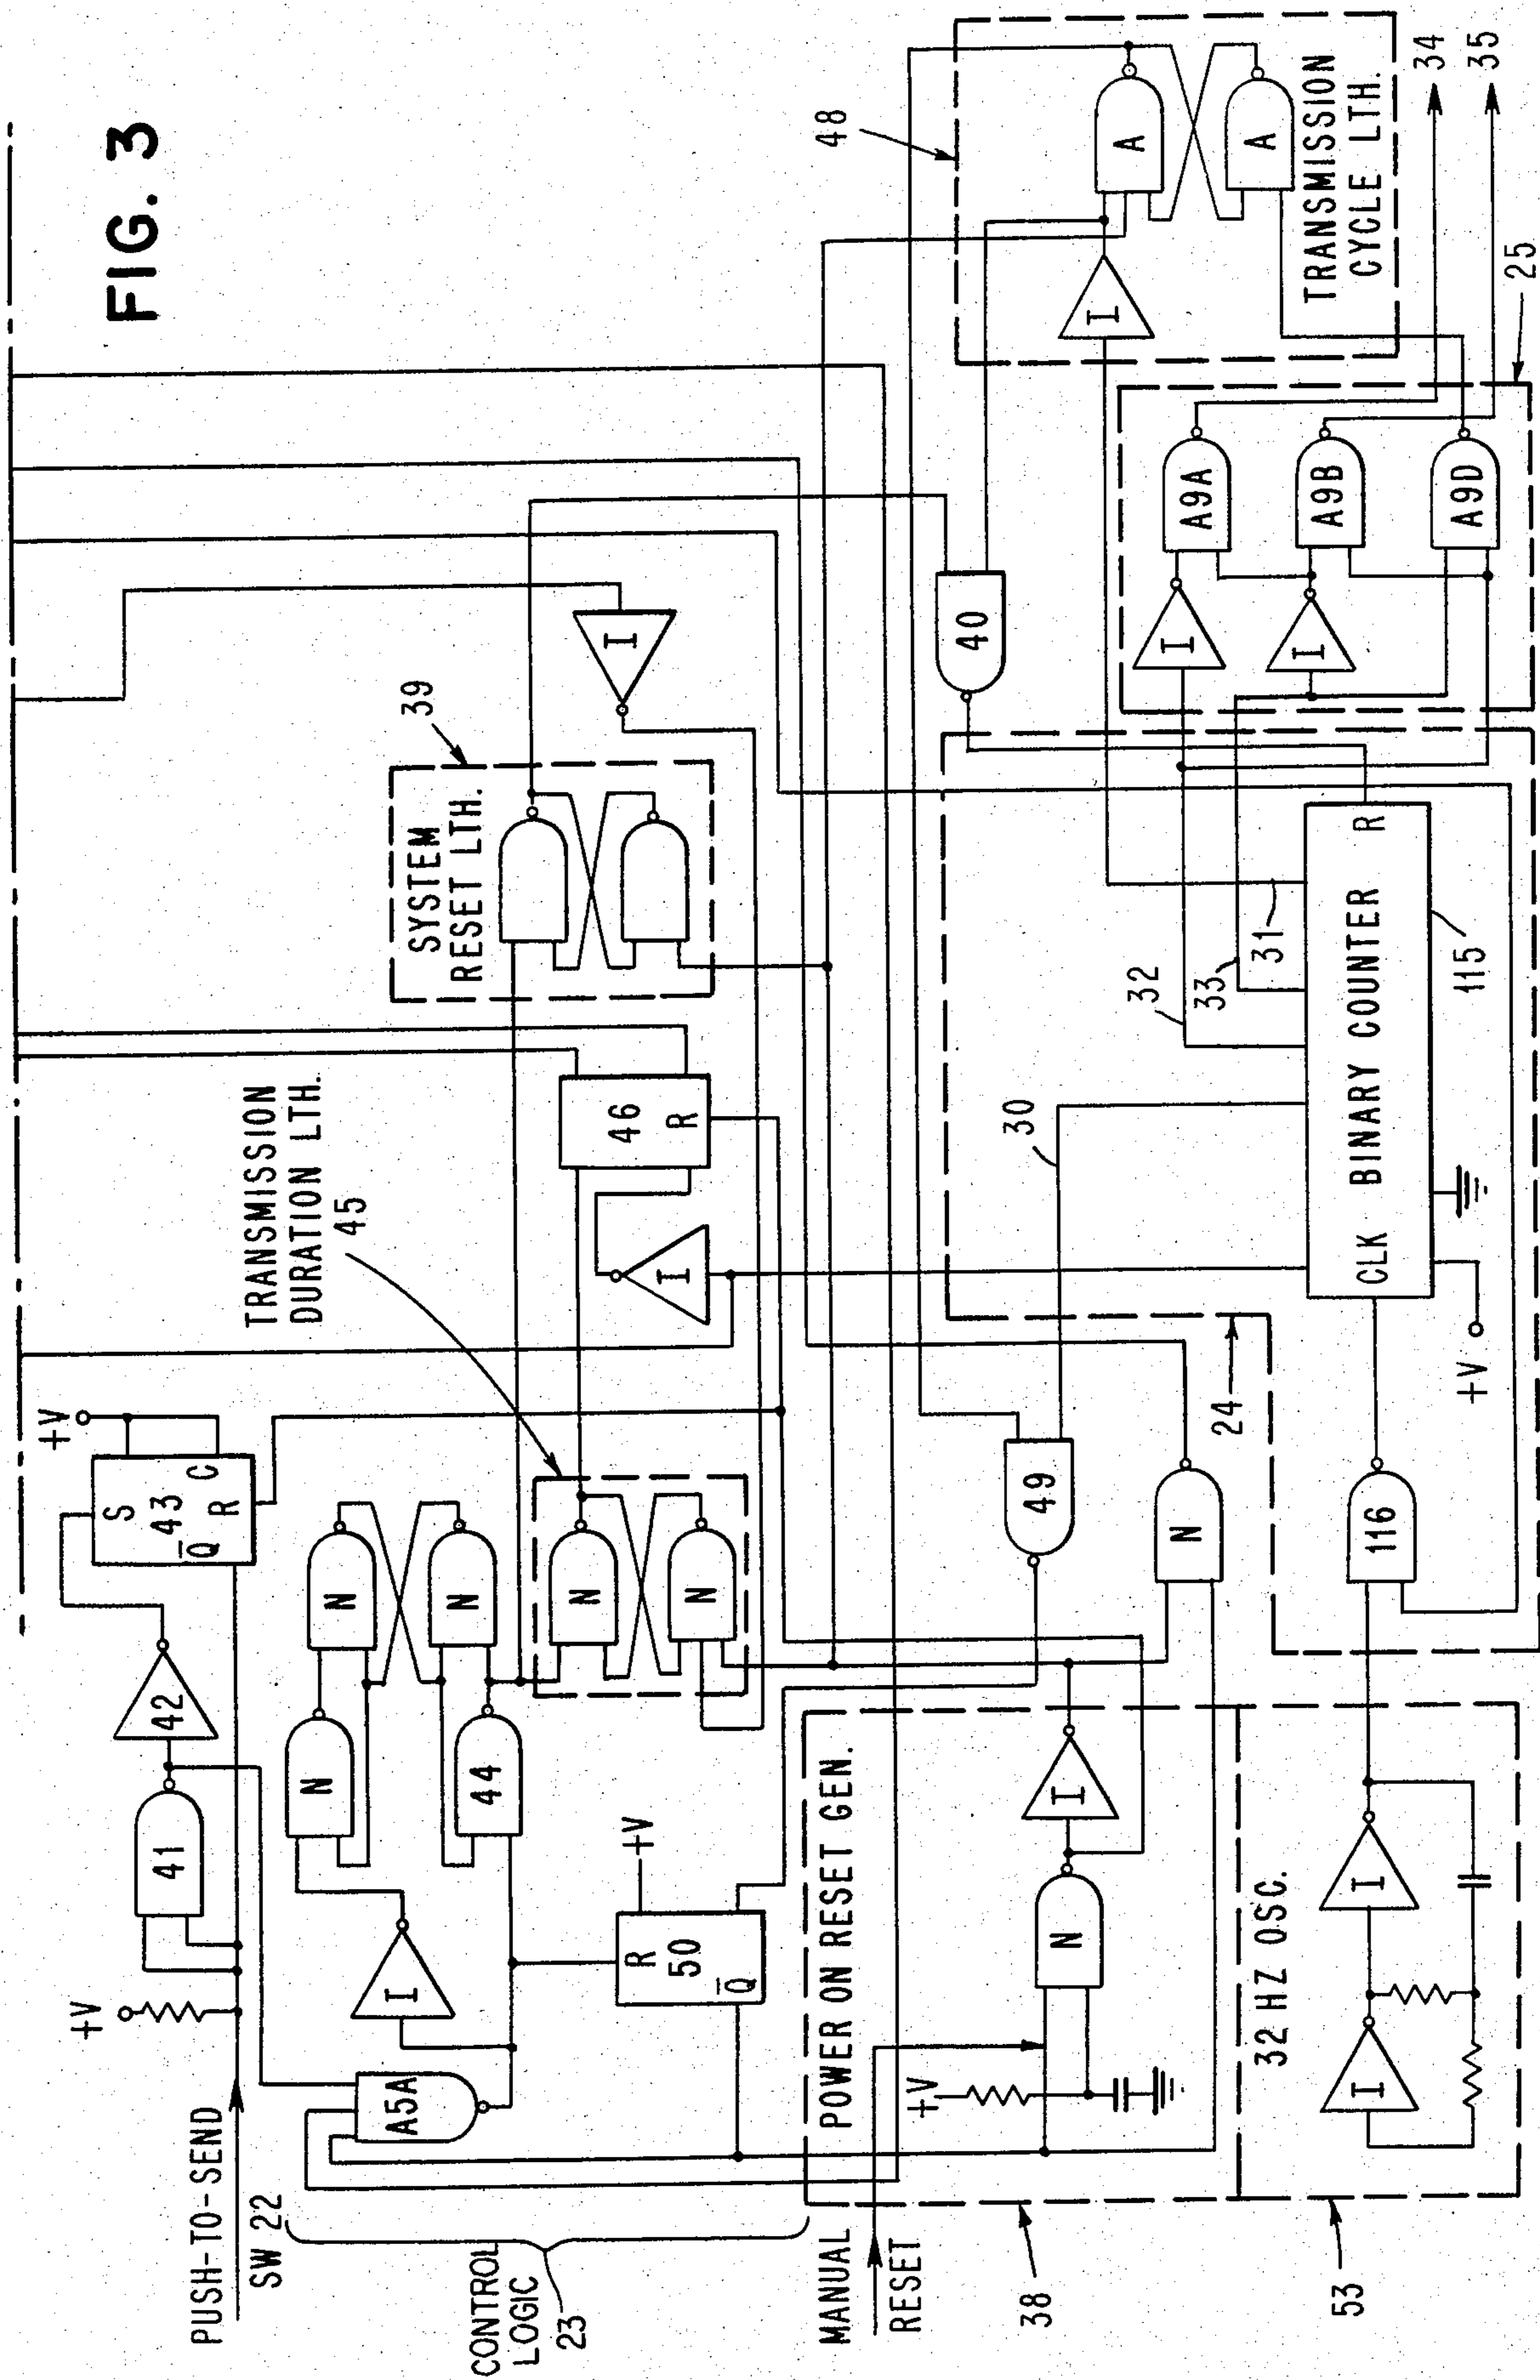 FIG. 3
PUSH-TO-SEND
SW 22
+V
41
42
+V
S
43
Q̅
C
R
A5A
I
N
44
N
N
CONTROL
LOGIC
23
+V
R
50
Q̅
TRANSMISSION
DURATION LTH.
45
N
N
46
R
I
SYSTEM
RESET LTH.
39
I
MANUAL
RESET
POWER ON RESET GEN.
+V
N
I
38
49
N
40
48
I
A
A
TRANSMISSION
CYCLE LTH.
32 HZ OSC.
I
I
53
116
24
+V
CLK BINARY COUNTER R
115
30
32
33
31
I
I
A9A
A9B
A9D
25
34
35